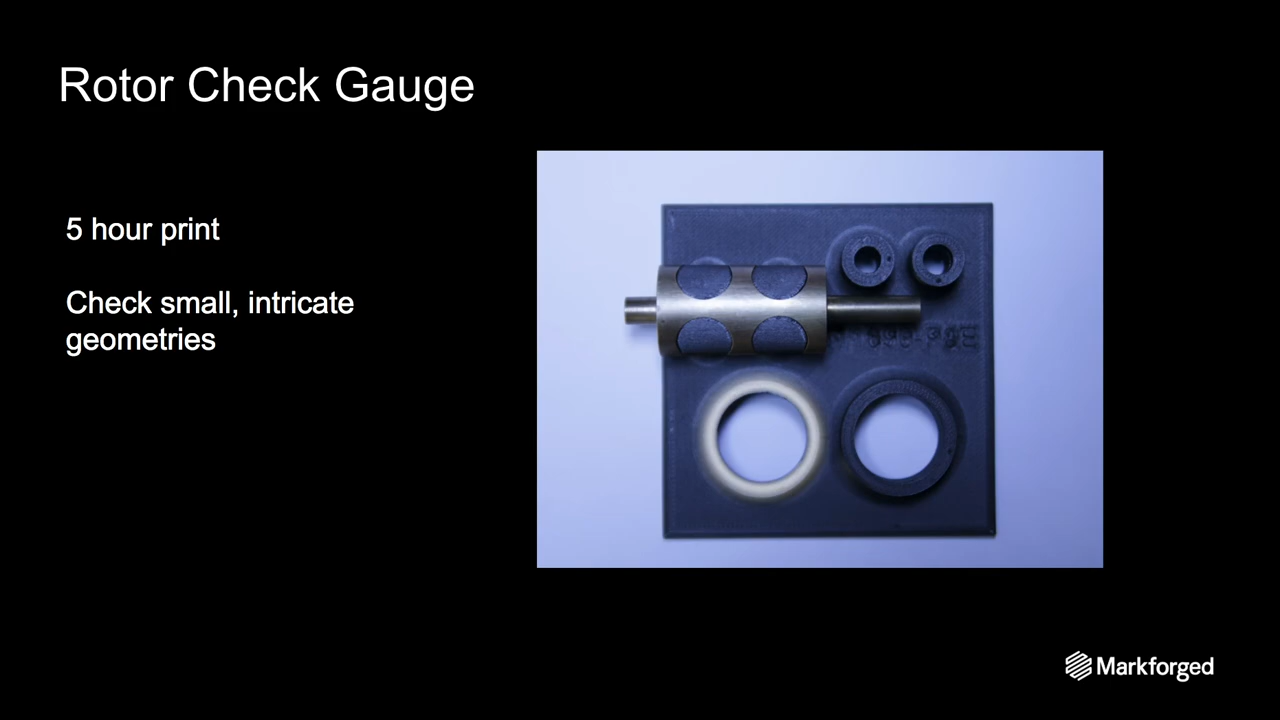 Rotor Check Gauge
5 hour print
Check small, intricate
geometries
Markforged